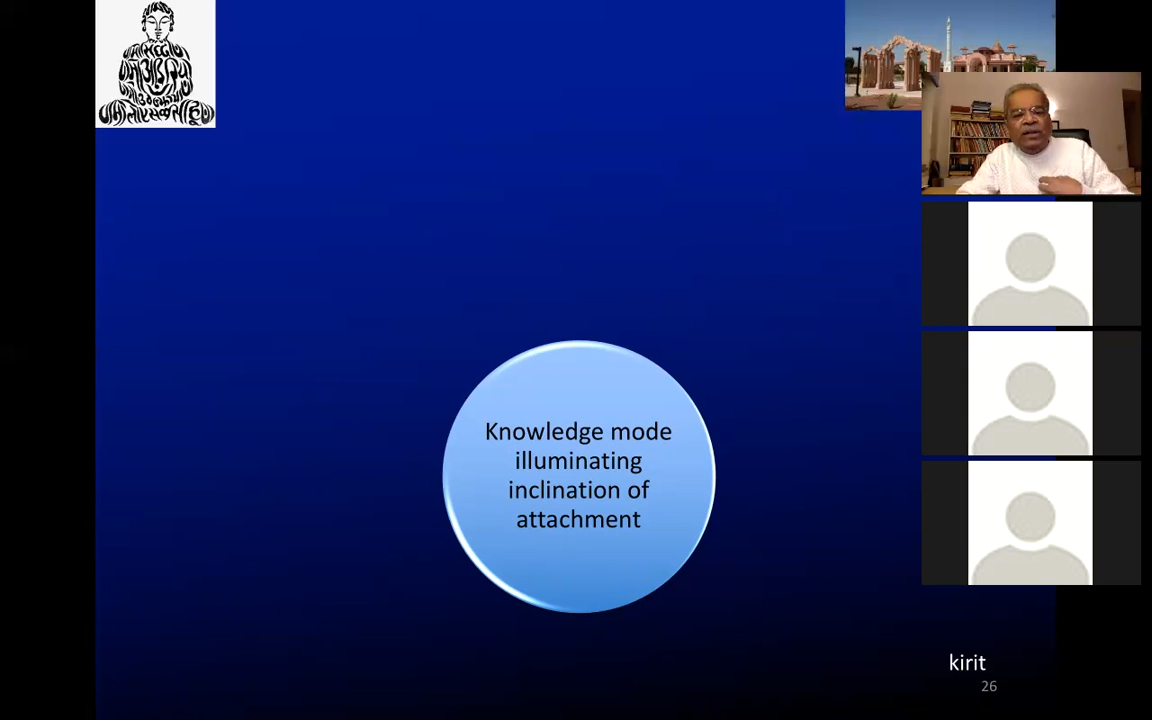 Knowledge mode
illuminating
inclination of
attachment
kirit
26